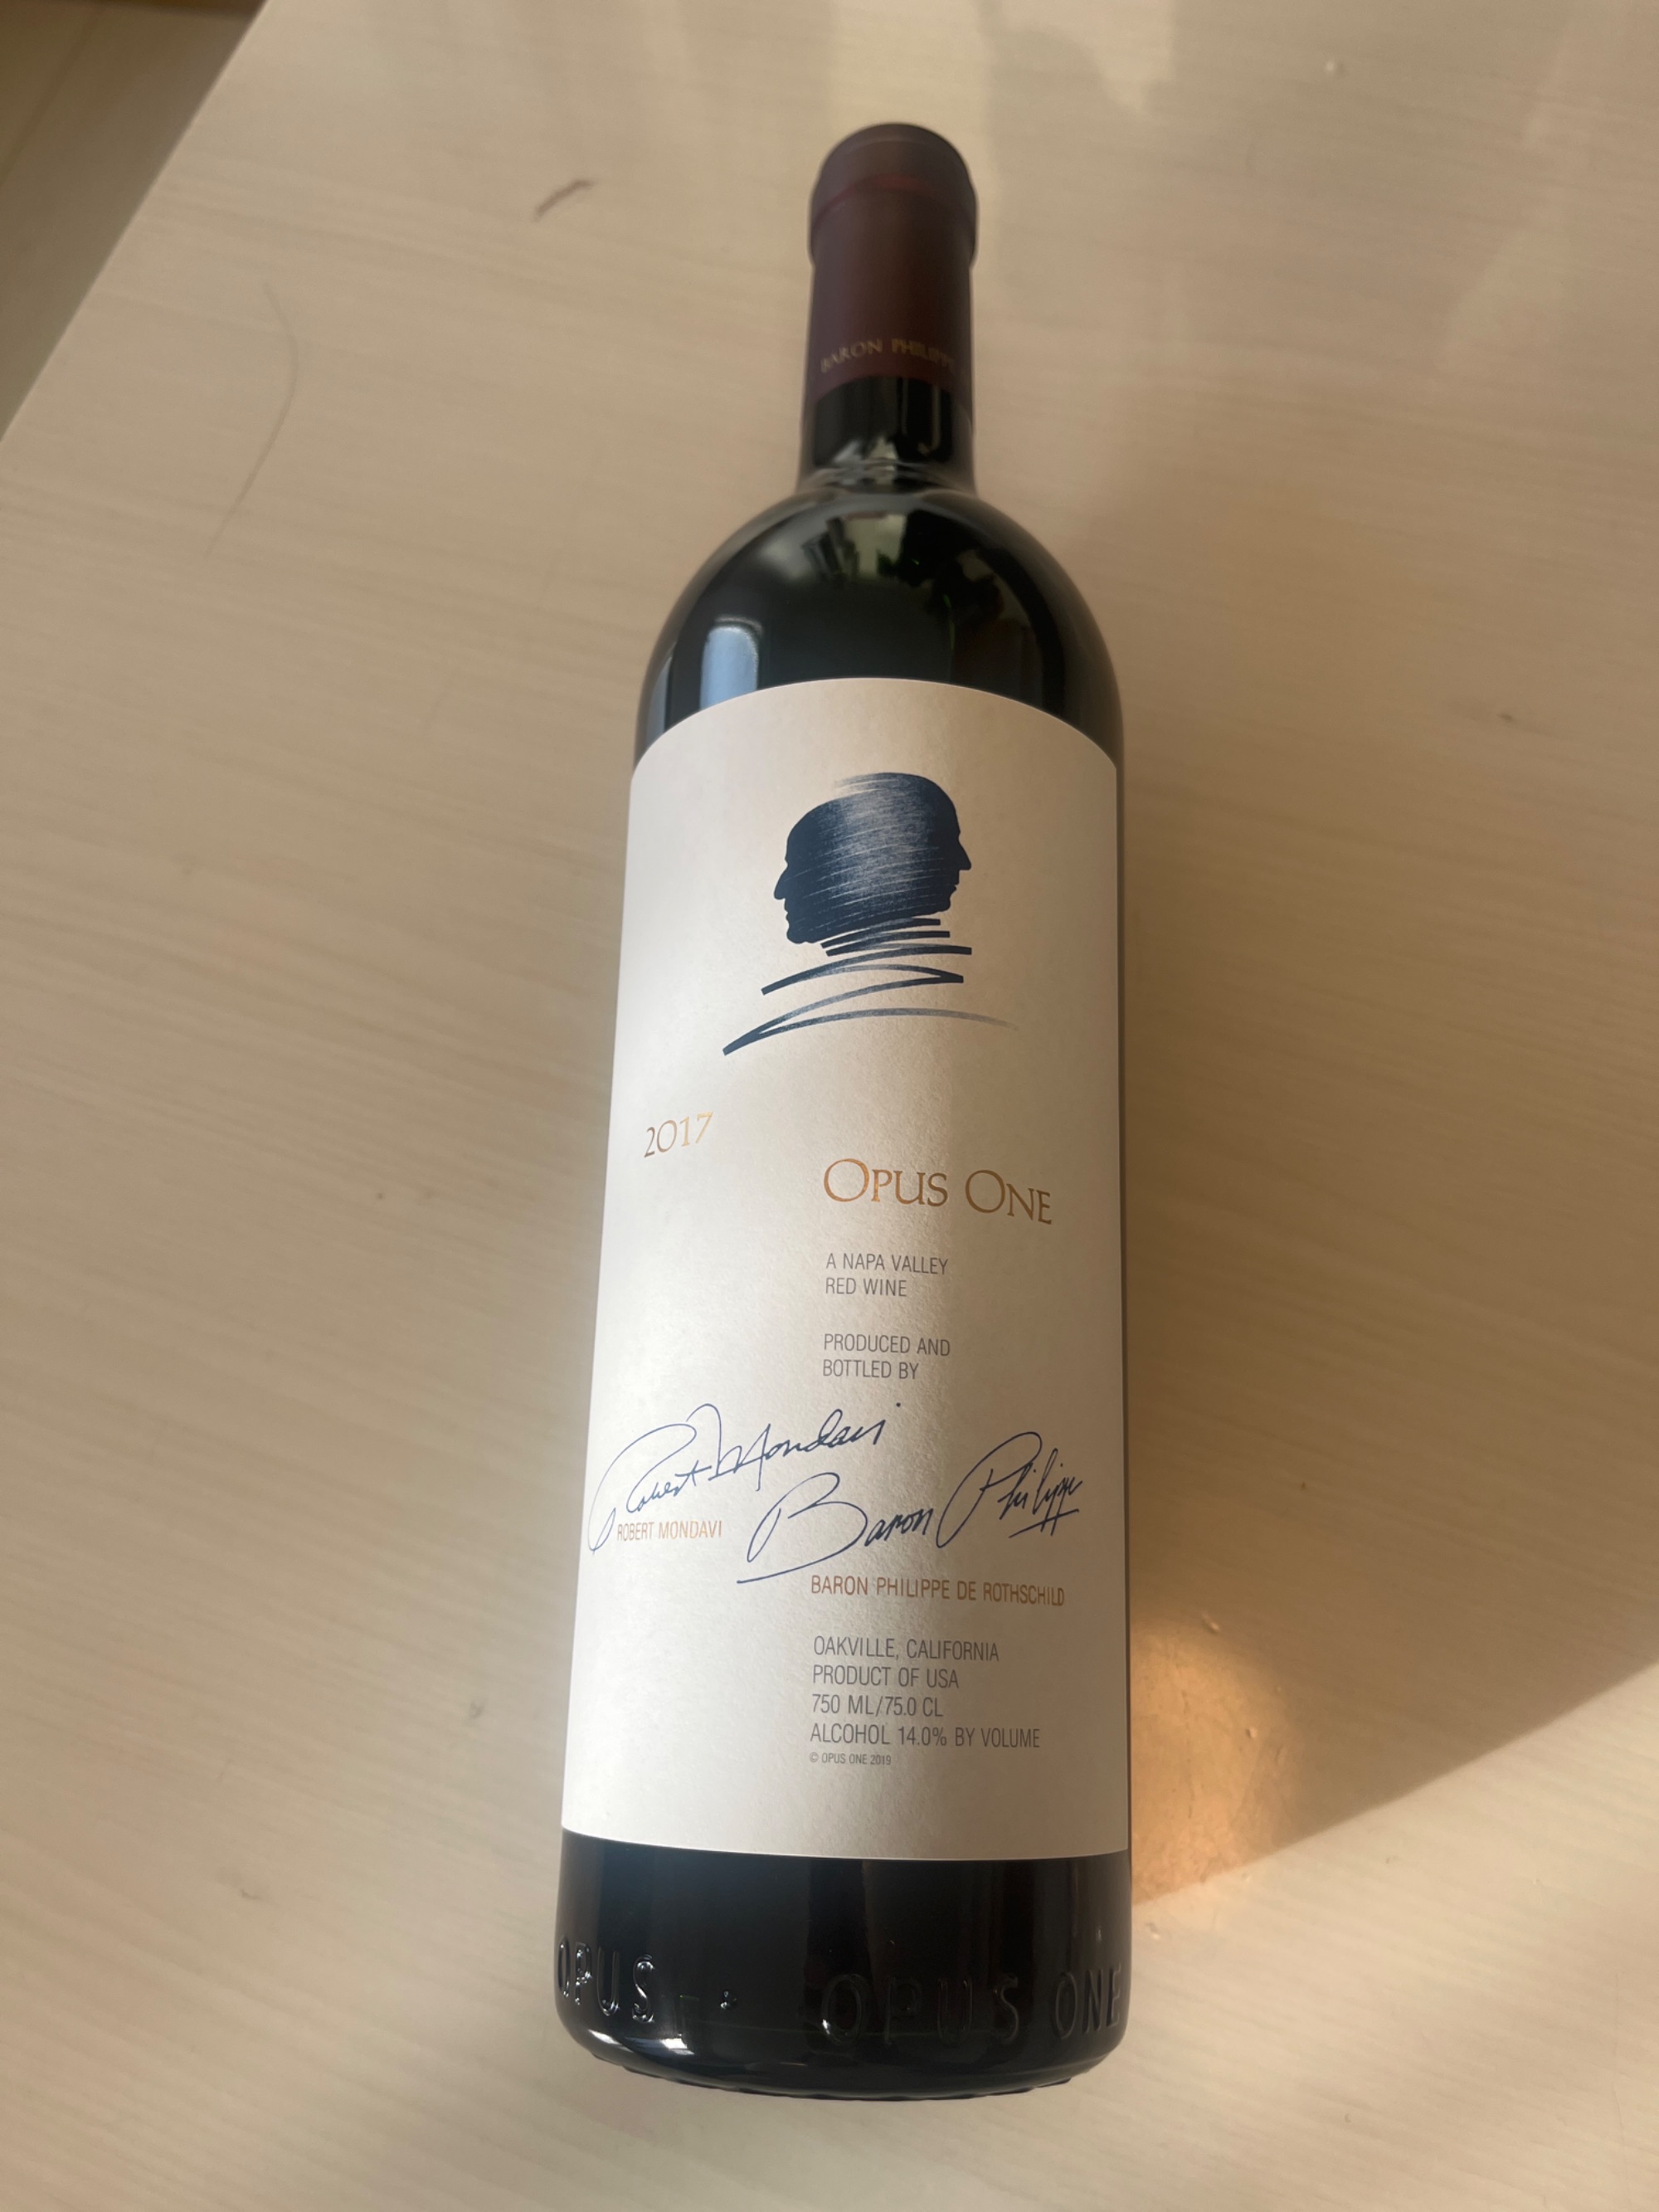 BARON PHILIPPE
2017
OPUS ONE
A NAPA VALLEY
RED WINE
PRODUCED AND
BOTTLED BY
Robert Mondavi
ROBERT MONDAVI
Baron Philippe
BARON PHILIPPE DE ROTHSCHILD
OAKVILLE, CALIFORNIA
PRODUCT OF USA
750 ML/75.0 CL
ALCOHOL 14.0% BY VOLUME
© OPUS ONE 2019
OPUS OPUS ONE